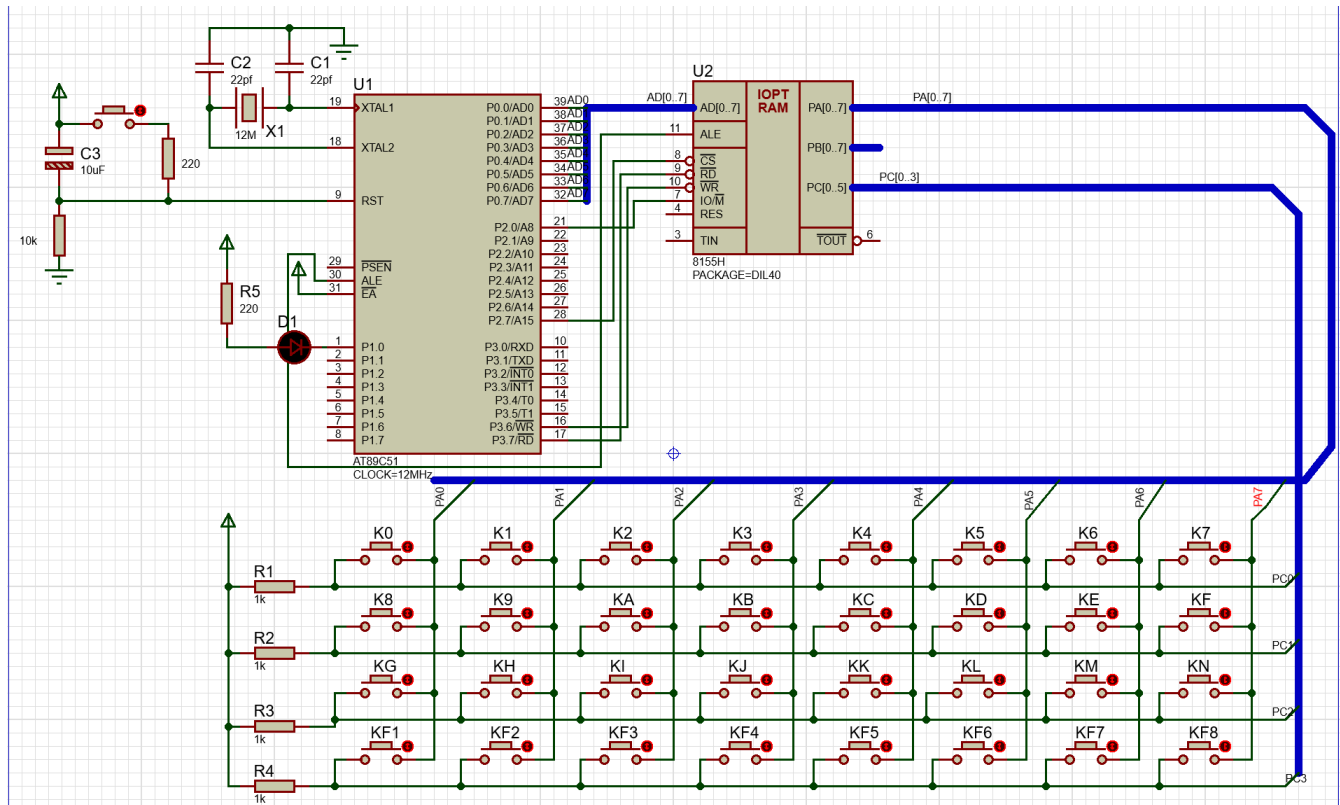 C2
22pf
C1
22pf
X1
12M
C3
10uF
220
10k
R5
220
D1
U1
19 XTAL1
18 XTAL2
9 RST
29 PSEN
30 ALE
31 EA
1 P1.0
2 P1.1
3 P1.2
4 P1.3
5 P1.4
6 P1.5
7 P1.6
8 P1.7
P0.0/AD0 39 AD0
P0.1/AD1 38 AD
P0.2/AD2 37 AD
P0.3/AD3 36 AD
P0.4/AD4 35 AD
P0.5/AD5 34 AD
P0.6/AD6 33 AD
P0.7/AD7 32 AD
P2.0/A8 21
P2.1/A9 22
P2.2/A10 23
P2.3/A11 24
P2.4/A12 25
P2.5/A13 26
P2.6/A14 27
P2.7/A15 28
P3.0/RXD 10
P3.1/TXD 11
P3.2/INT0 12
P3.3/INT1 13
P3.4/T0 14
P3.5/T1 15
P3.6/WR 16
P3.7/RD 17
AT89C51
CLOCK=12MHz
U2
AD[0..7]
AD[0..7]
11 ALE
8 CS
9 RD
10 WR
7 IO/M
4 RES
3 TIN
IOPT
RAM
PA[0..7]
PB[0..7]
PC[0..5]
TOUT 6
8155H
PACKAGE=DIL40
PA[0..7]
PC[0..3]
PA0 PA1 PA2 PA3 PA4 PA5 PA6 PA7
K0 K1 K2 K3 K4 K5 K6 K7
R1
1k
PC0
K8 K9 KA KB KC KD KE KF
R2
1k
PC1
KG KH KI KJ KK KL KM KN
R3
1k
PC2
KF1 KF2 KF3 KF4 KF5 KF6 KF7 KF8
R4
1k
PC3